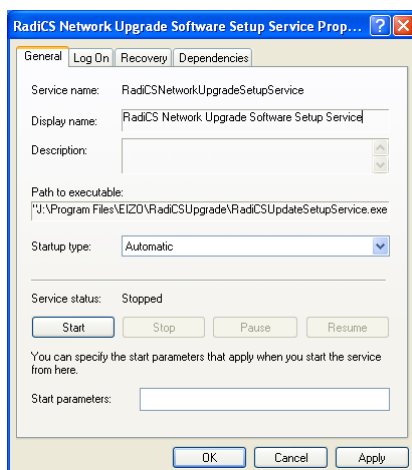 RadiCS Network Upgrade Software Setup Service Prop...
General
Log On
Recovery
Dependencies
Service name: RadiCSNetworkUpgradeSetupService
Display name: RadiCS Network Upgrade Software Setup Service
Description:
Path to executable:
"J:\Program Files\EIZO\RadiCSUpgrade\RadiCSUpdateSetupService.exe
Startup type: Automatic
Service status: Stopped
Start
Stop
Pause
Resume
You can specify the start parameters that apply when you start the service
from here.
Start parameters:
OK
Cancel
Apply